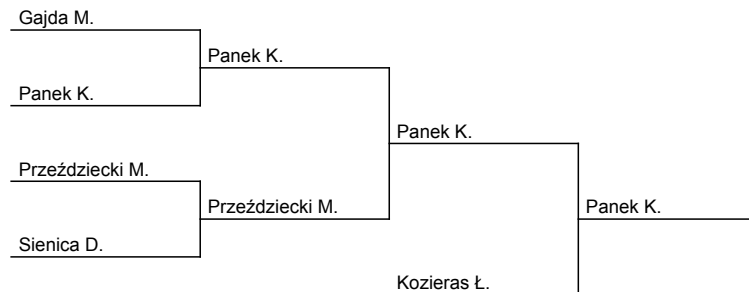 Gajda M.
Panek K.
Panek K.
Panek K.
Przeździecki M.
Przeździecki M.
Panek K.
Sienica D.
Kozieras Ł.